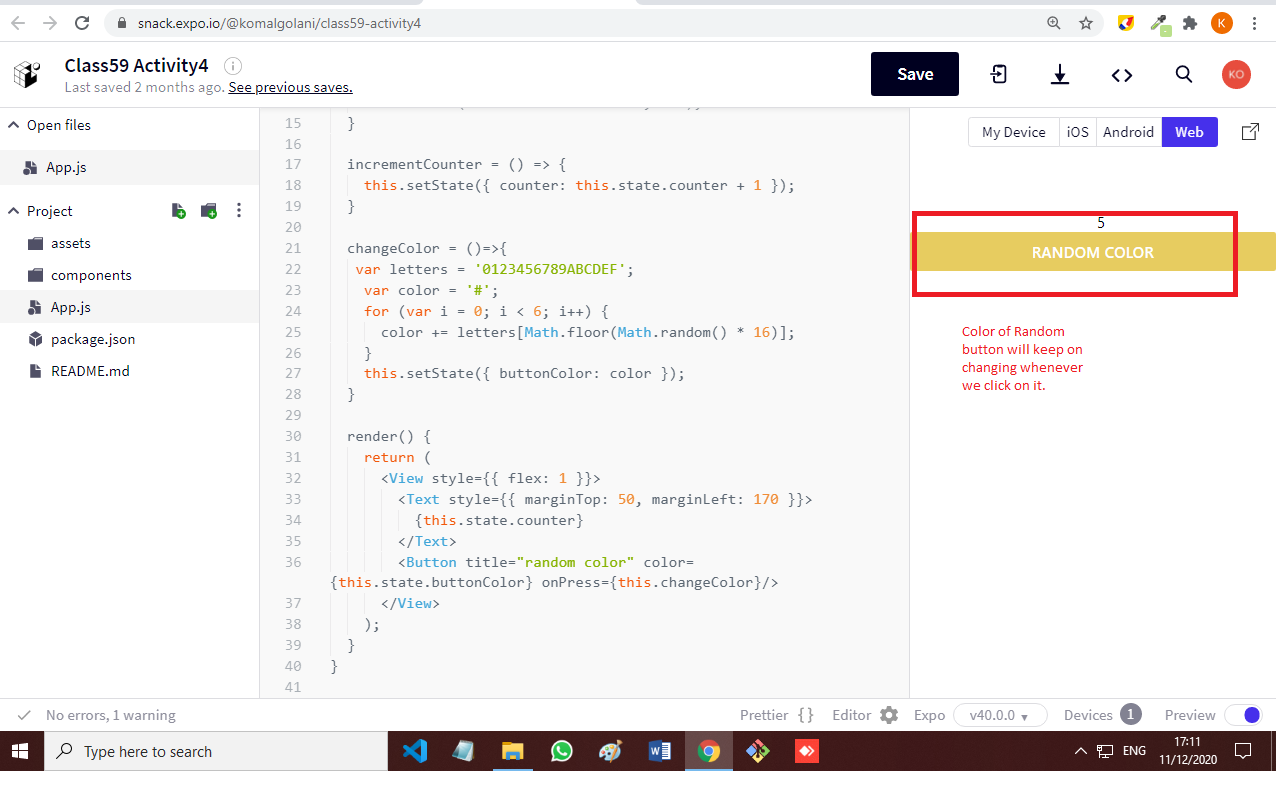 snack.expo.io/@komalgolani/class59-activity4
K
Class59 Activity4
Last saved 2 months ago. See previous saves.
Save
KO
Open files
App.js
Project
assets
components
App.js
package.json
README.md
15 }
16
17 incrementCounter = () => {
18 this.setState({ counter: this.state.counter + 1 });
19 }
20
21 changeColor = ()=>{
22 var letters = '0123456789ABCDEF';
23 var color = '#';
24 for (var i = 0; i < 6; i++) {
25 color += letters[Math.floor(Math.random() * 16)];
26 }
27 this.setState({ buttonColor: color });
28 }
29
30 render() {
31 return (
32 <View style={{ flex: 1 }}>
33 <Text style={{ marginTop: 50, marginLeft: 170 }}>
34 {this.state.counter}
35 </Text>
36 <Button title="random color" color=
{this.state.buttonColor} onPress={this.changeColor}/>
37 </View>
38 );
39 }
40 }
41
My Device iOS Android Web
5
RANDOM COLOR
Color of Random
button will keep on
changing whenever
we click on it.
No errors, 1 warning
Prettier {} Editor Expo v40.0.0 Devices 1 Preview
Type here to search
ENG
17:11
11/12/2020